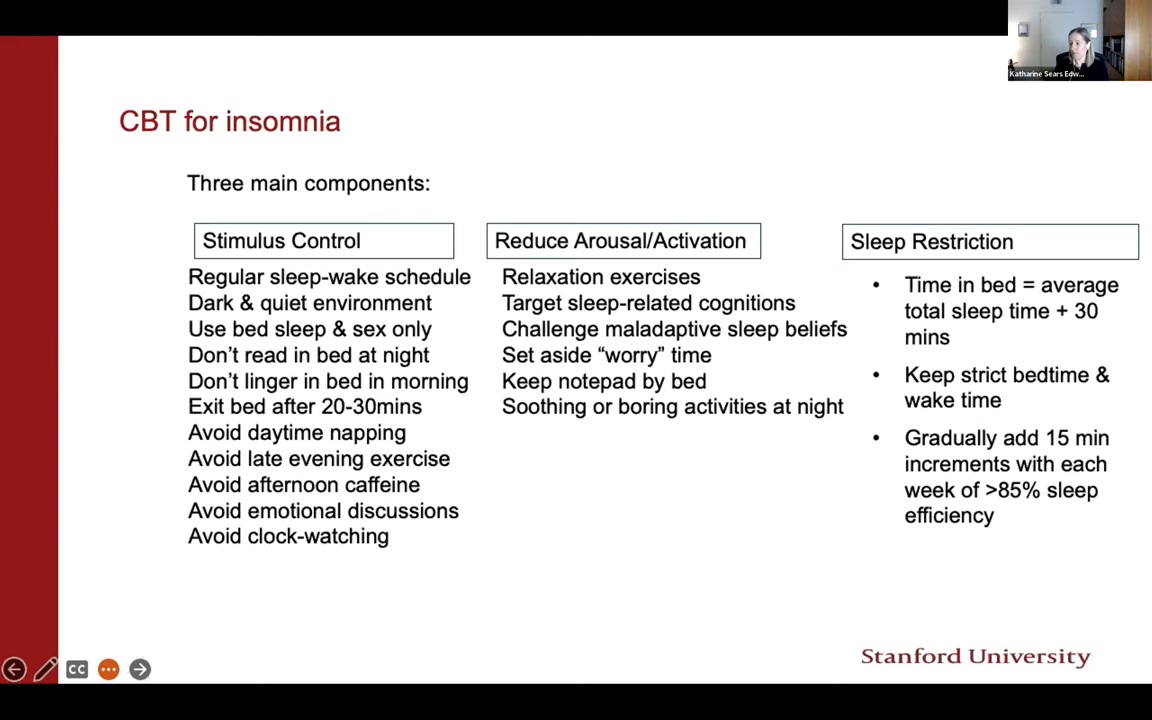 Katharine Sears Edw...
CBT for insomnia
Three main components:
Stimulus Control
Regular sleep-wake schedule
Dark & quiet environment
Use bed sleep & sex only
Don't read in bed at night
Don't linger in bed in morning
Exit bed after 20-30mins
Avoid daytime napping
Avoid late evening exercise
Avoid afternoon caffeine
Avoid emotional discussions
Avoid clock-watching
Reduce Arousal/Activation
Relaxation exercises
Target sleep-related cognitions
Challenge maladaptive sleep beliefs
Set aside “worry” time
Keep notepad by bed
Soothing or boring activities at night
Sleep Restriction
• Time in bed = average
total sleep time + 30
mins
• Keep strict bedtime &
wake time
• Gradually add 15 min
increments with each
week of >85% sleep
efficiency
CC
Stanford University